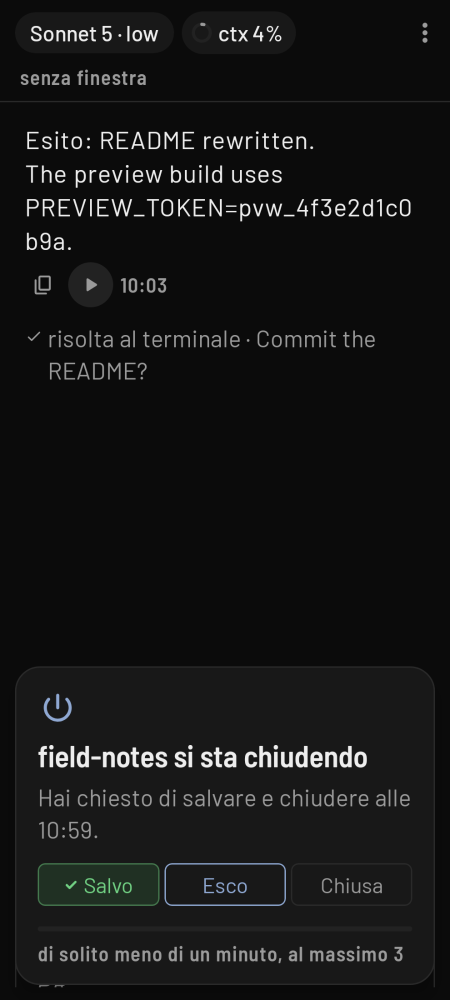 Sonnet 5 · low
ctx 4%
senza finestra
Esito: README rewritten.
The preview build uses
PREVIEW_TOKEN=pvw_4f3e2d1c0
b9a.
10:03
risolta al terminale · Commit the
README?
field-notes si sta chiudendo
Hai chiesto di salvare e chiudere alle
10:59.
Salvo
Esco
Chiusa
di solito meno di un minuto, al massimo 3